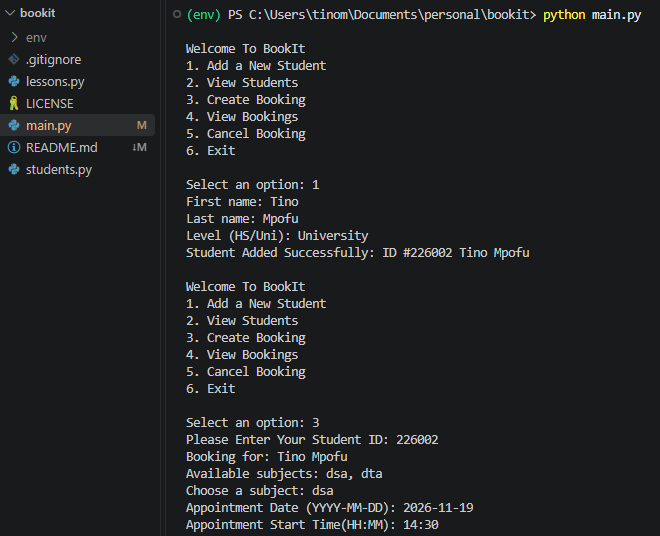 bookit
env
.gitignore
lessons.py
LICENSE
main.py M
README.md ↓M
students.py
(env) PS C:\Users\tinom\Documents\personal\bookit> python main.py
Welcome To BookIt
1. Add a New Student
2. View Students
3. Create Booking
4. View Bookings
5. Cancel Booking
6. Exit
Select an option: 1
First name: Tino
Last name: Mpofu
Level (HS/Uni): University
Student Added Successfully: ID #226002 Tino Mpofu
Welcome To BookIt
1. Add a New Student
2. View Students
3. Create Booking
4. View Bookings
5. Cancel Booking
6. Exit
Select an option: 3
Please Enter Your Student ID: 226002
Booking for: Tino Mpofu
Available subjects: dsa, dta
Choose a subject: dsa
Appointment Date (YYYY-MM-DD): 2026-11-19
Appointment Start Time(HH:MM): 14:30